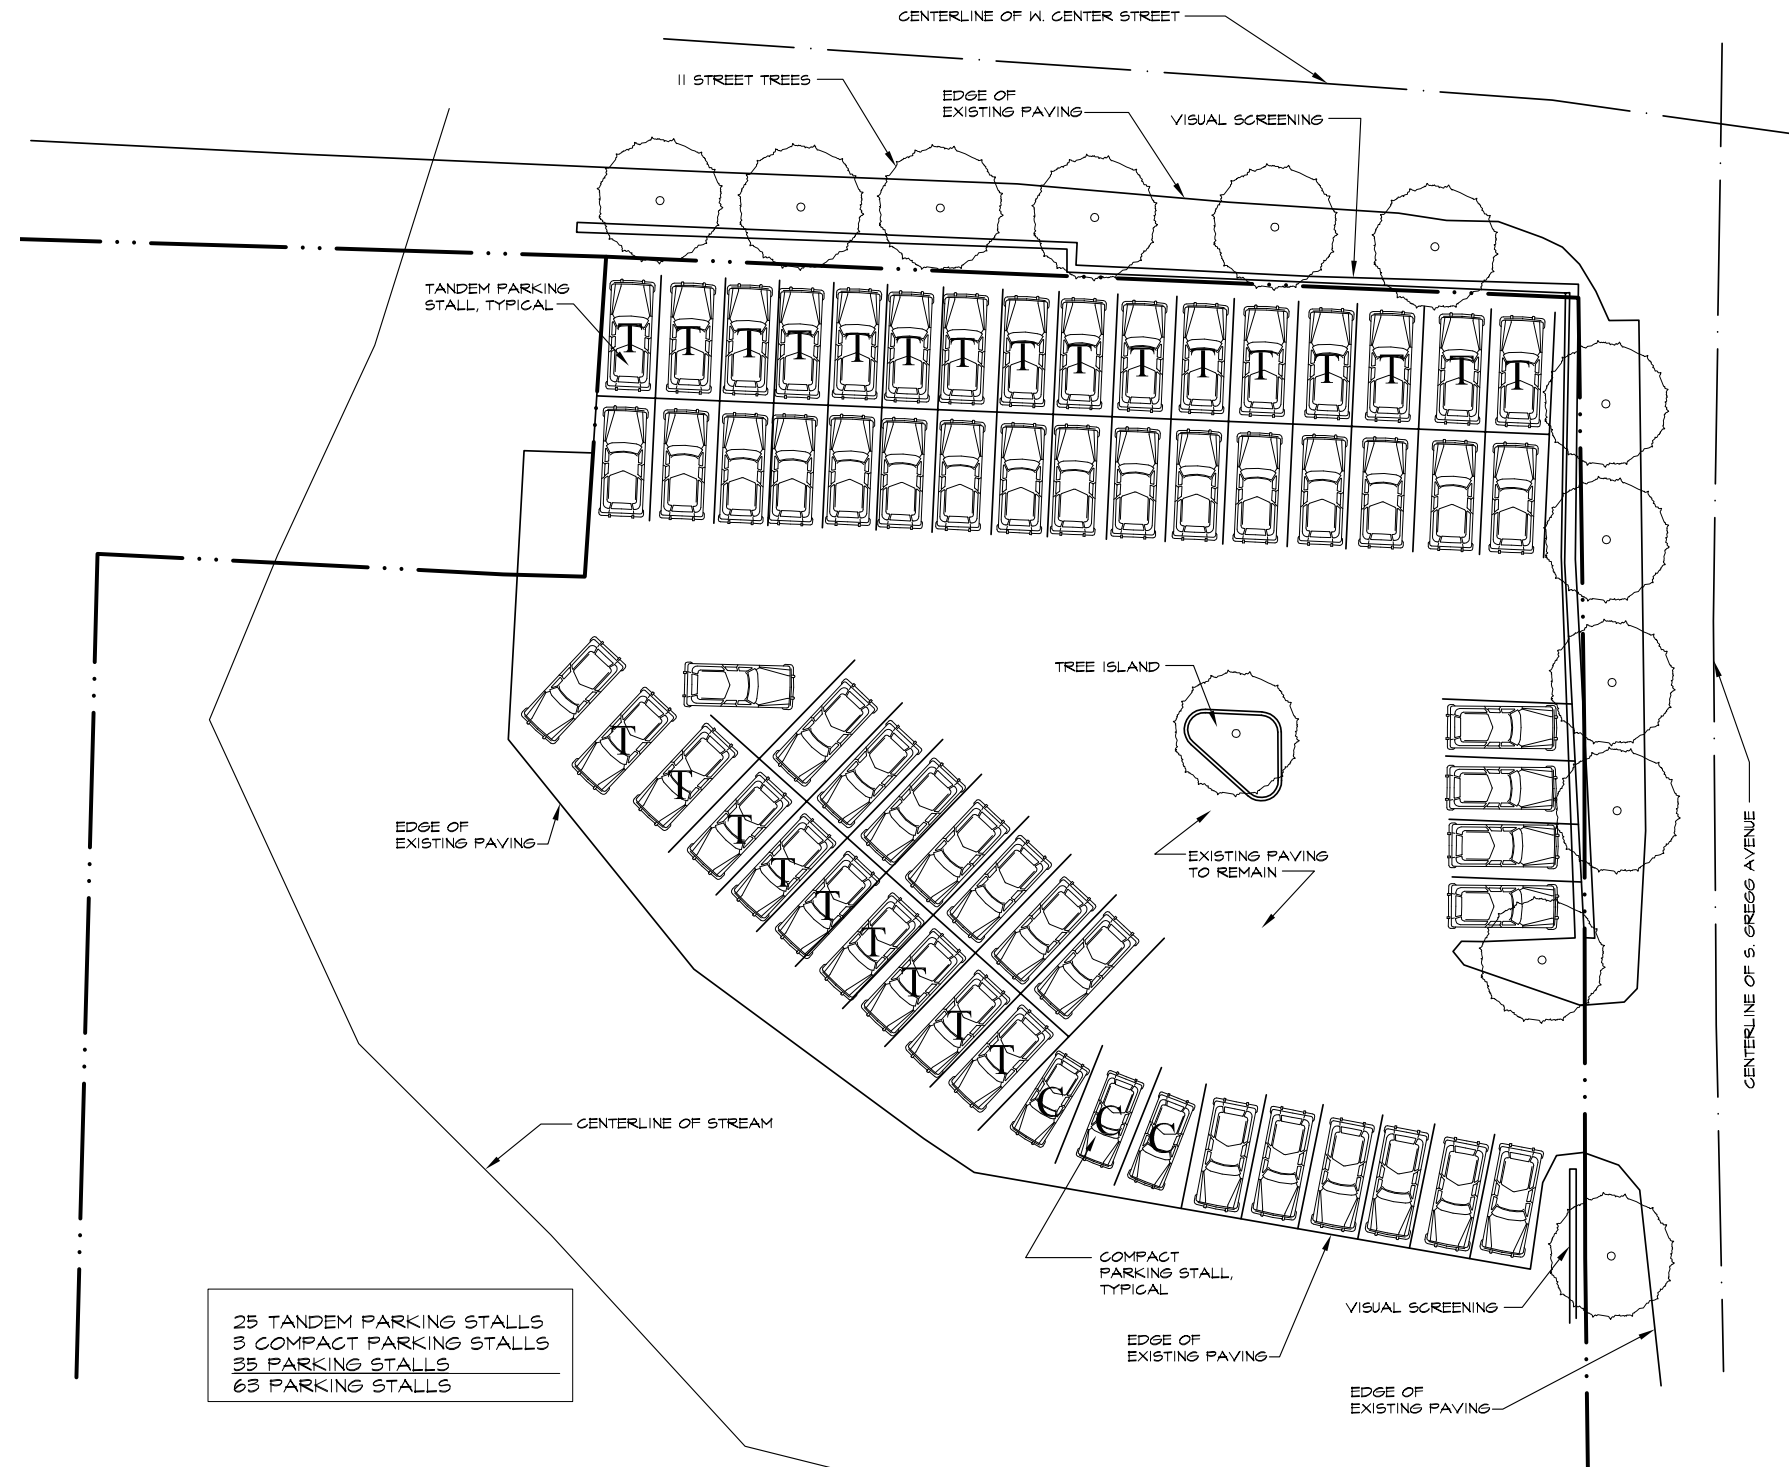 CENTERLINE OF W. CENTER STREET
11 STREET TREES
EDGE OF
EXISTING PAVING
VISUAL SCREENING
TANDEM PARKING
STALL, TYPICAL
T T T T T T T T T T T T T T T T
TREE ISLAND
T
T
T
T
T
T
T
T
T
EDGE OF
EXISTING PAVING
EXISTING PAVING
TO REMAIN
CENTERLINE OF S. GREGG AVENUE
C
C
C
CENTERLINE OF STREAM
COMPACT
PARKING STALL,
TYPICAL
VISUAL SCREENING
EDGE OF
EXISTING PAVING
EDGE OF
EXISTING PAVING
25 TANDEM PARKING STALLS
3 COMPACT PARKING STALLS
35 PARKING STALLS
63 PARKING STALLS